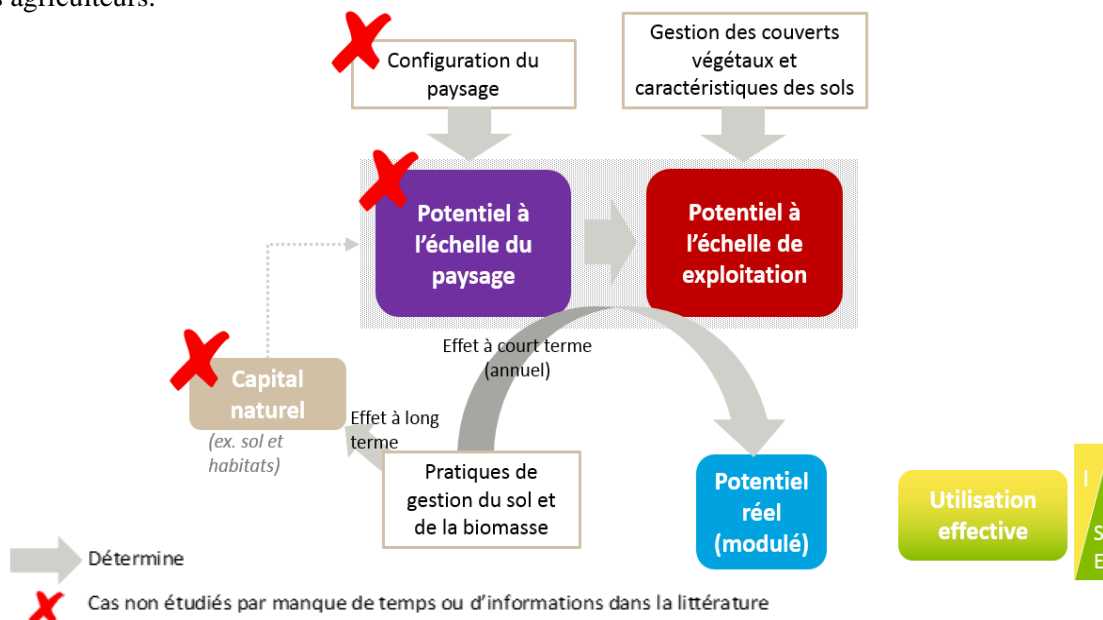 s agriculteurs.
Configuration du
paysage
Gestion des couverts
végétaux et
caractéristiques des sols
Potentiel à
l'échelle du
paysage
Potentiel à
l'échelle de
exploitation
Effet à court terme
(annuel)
Capital
naturel
(ex. sol et
habitats)
Effet à long
terme
Pratiques de
gestion du sol et
de la biomasse
Potentiel
réel
(modulé)
Utilisation
effective
I
S
E
Détermine
Cas non étudiés par manque de temps ou d'informations dans la littérature